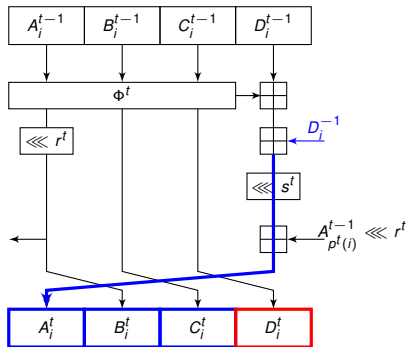 A_i^{t−1} B_i^{t−1} C_i^{t−1} D_i^{t−1}
Φ^t
D_i^{−1}
⋘ r^t
⋘ s^t
A_{p^t(i)}^{t−1} ⋘ r^t
A_i^t B_i^t C_i^t D_i^t